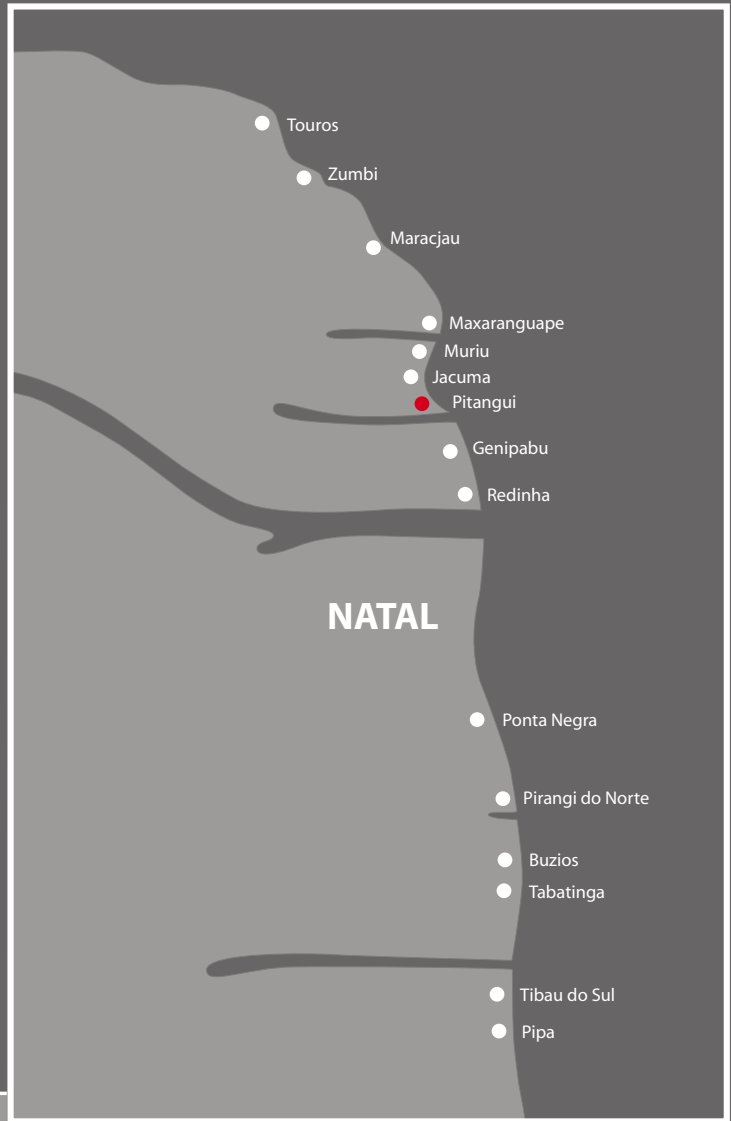 Touros
Zumbi
Maracjau
Maxaranguape
Muriu
Jacuma
Pitangui
Genipabu
Redinha
NATAL
Ponta Negra
Pirangi do Norte
Buzios
Tabatinga
Tibau do Sul
Pipa